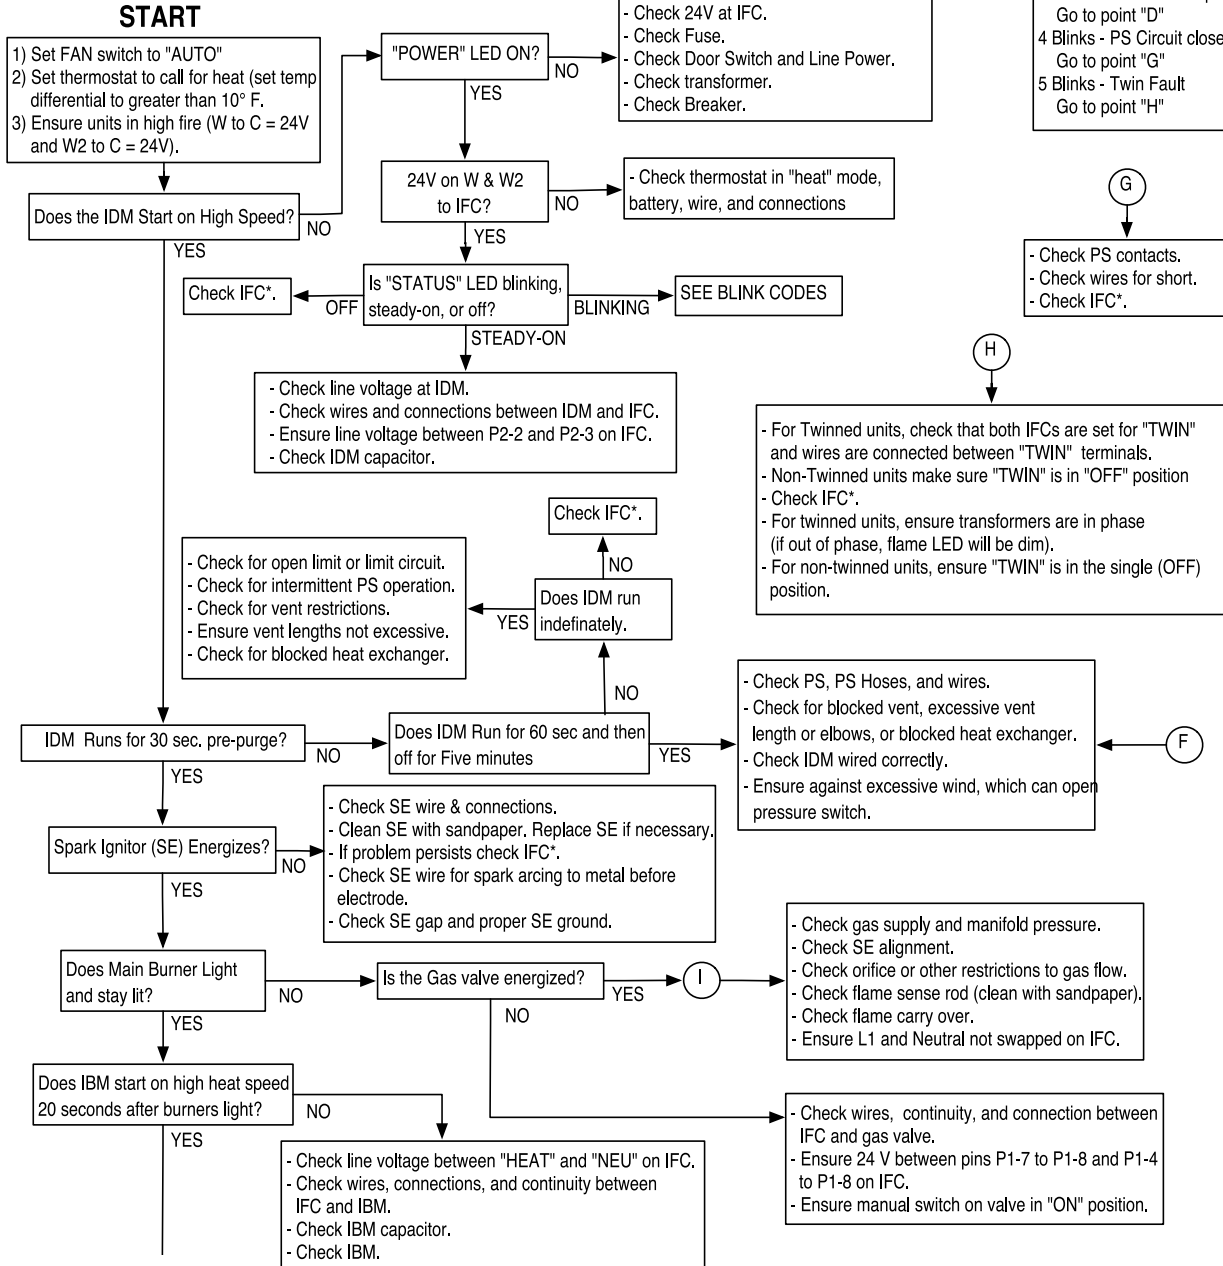 START
1) Set FAN switch to "AUTO"
2) Set thermostat to call for heat (set temp
differential to greater than 10° F.
3) Ensure units in high fire (W to C = 24V
and W2 to C = 24V).
"POWER" LED ON?
NO
YES
- Check 24V at IFC.
- Check Fuse.
- Check Door Switch and Line Power.
- Check transformer.
- Check Breaker.
Go to point "D"
4 Blinks - PS Circuit close
Go to point "G"
5 Blinks - Twin Fault
Go to point "H"
Does the IDM Start on High Speed?
NO
YES
24V on W & W2
to IFC?
NO
YES
- Check thermostat in "heat" mode,
battery, wire, and connections
G
- Check PS contacts.
- Check wires for short.
- Check IFC*.
Check IFC*.
OFF
Is "STATUS" LED blinking,
steady-on, or off?
BLINKING
SEE BLINK CODES
STEADY-ON
- Check line voltage at IDM.
- Check wires and connections between IDM and IFC.
- Ensure line voltage between P2-2 and P2-3 on IFC.
- Check IDM capacitor.
H
- For Twinned units, check that both IFCs are set for "TWIN"
and wires are connected between "TWIN" terminals.
- Non-Twinned units make sure "TWIN" is in "OFF" position
- Check IFC*.
- For twinned units, ensure transformers are in phase
(if out of phase, flame LED will be dim).
- For non-twinned units, ensure "TWIN" is in the single (OFF)
position.
Check IFC*.
NO
- Check for open limit or limit circuit.
- Check for intermittent PS operation.
- Check for vent restrictions.
- Ensure vent lengths not excessive.
- Check for blocked heat exchanger.
YES
Does IDM run
indefinately.
NO
IDM Runs for 30 sec. pre-purge?
NO
YES
Does IDM Run for 60 sec and then
off for Five minutes
YES
- Check PS, PS Hoses, and wires.
- Check for blocked vent, excessive vent
length or elbows, or blocked heat exchanger.
- Check IDM wired correctly.
- Ensure against excessive wind, which can open
pressure switch.
F
Spark Ignitor (SE) Energizes?
NO
YES
- Check SE wire & connections.
- Clean SE with sandpaper. Replace SE if necessary.
- If problem persists check IFC*.
- Check SE wire for spark arcing to metal before
electrode.
- Check SE gap and proper SE ground.
Does Main Burner Light
and stay lit?
NO
YES
Is the Gas valve energized?
YES
NO
I
- Check gas supply and manifold pressure.
- Check SE alignment.
- Check orifice or other restrictions to gas flow.
- Check flame sense rod (clean with sandpaper).
- Check flame carry over.
- Ensure L1 and Neutral not swapped on IFC.
Does IBM start on high heat speed
20 seconds after burners light?
NO
YES
- Check wires, continuity, and connection between
IFC and gas valve.
- Ensure 24 V between pins P1-7 to P1-8 and P1-4
to P1-8 on IFC.
- Ensure manual switch on valve in "ON" position.
- Check line voltage between "HEAT" and "NEU" on IFC.
- Check wires, connections, and continuity between
IFC and IBM.
- Check IBM capacitor.
- Check IBM.